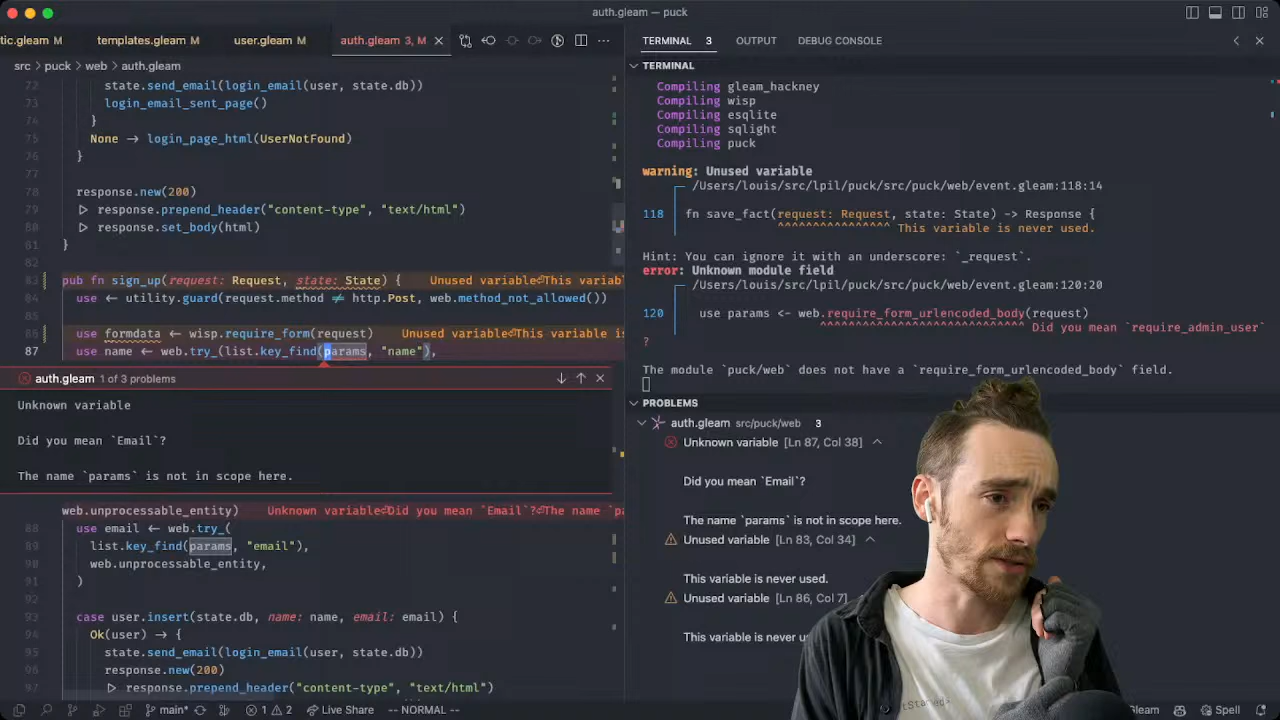 auth.gleam — puck
tic.gleam M
templates.gleam M
user.gleam M
auth.gleam 3, M
src > puck > web > auth.gleam
72 state.send_email(login_email(user, state.db))
73 login_email_sent_page()
74 }
75 None → login_page_html(UserNotFound)
76 }
77
78 response.new(200)
79 ▷ response.prepend_header("content-type", "text/html")
80 ▷ response.set_body(html)
81 }
82
83 pub fn sign_up(request: Request, state: State) { Unused variable⏎This variab
84 use ← utility.guard(request.method ≠ http.Post, web.method_not_allowed())
85
86 use formdata ← wisp.require_form(request) Unused variable⏎This variable is
87 use name ← web.try_(list.key_find(params, "name"),
auth.gleam 1 of 3 problems
Unknown variable
Did you mean `Email`?
The name `params` is not in scope here.
web.unprocessable_entity) Unknown variable⏎Did you mean `Email`?⏎The name `pa
88 use email ← web.try_(
89 list.key_find(params, "email"),
90 web.unprocessable_entity,
91 )
92
93 case user.insert(state.db, name: name, email: email) {
94 Ok(user) → {
95 state.send_email(login_email(user, state.db))
96 response.new(200)
97 ▷ response.prepend_header("content-type", "text/html")
main*
1 2
Live Share
-- NORMAL --
TERMINAL 3 OUTPUT DEBUG CONSOLE
TERMINAL
Compiling gleam_hackney
Compiling wisp
Compiling esqlite
Compiling sqlight
Compiling puck
warning: Unused variable
/Users/louis/src/lpil/puck/src/puck/web/event.gleam:118:14
118 fn save_fact(request: Request, state: State) -> Response {
^^^^^^^^^^^^^^^^ This variable is never used.
Hint: You can ignore it with an underscore: `_request`.
error: Unknown module field
/Users/louis/src/lpil/puck/src/puck/web/event.gleam:120:20
120 use params <- web.require_form_urlencoded_body(request)
^^^^^^^^^^^^^^^^^^^^^^^^^^^^^ Did you mean `require_admin_user`
?
The module `puck/web` does not have a `require_form_urlencoded_body` field.
PROBLEMS
auth.gleam src/puck/web 3
Unknown variable [Ln 87, Col 38]
Did you mean `Email`?
The name `params` is not in scope here.
Unused variable [Ln 83, Col 34]
This variable is never used.
Unused variable [Ln 86, Col 7]
This variable is never u
Gleam
Spell